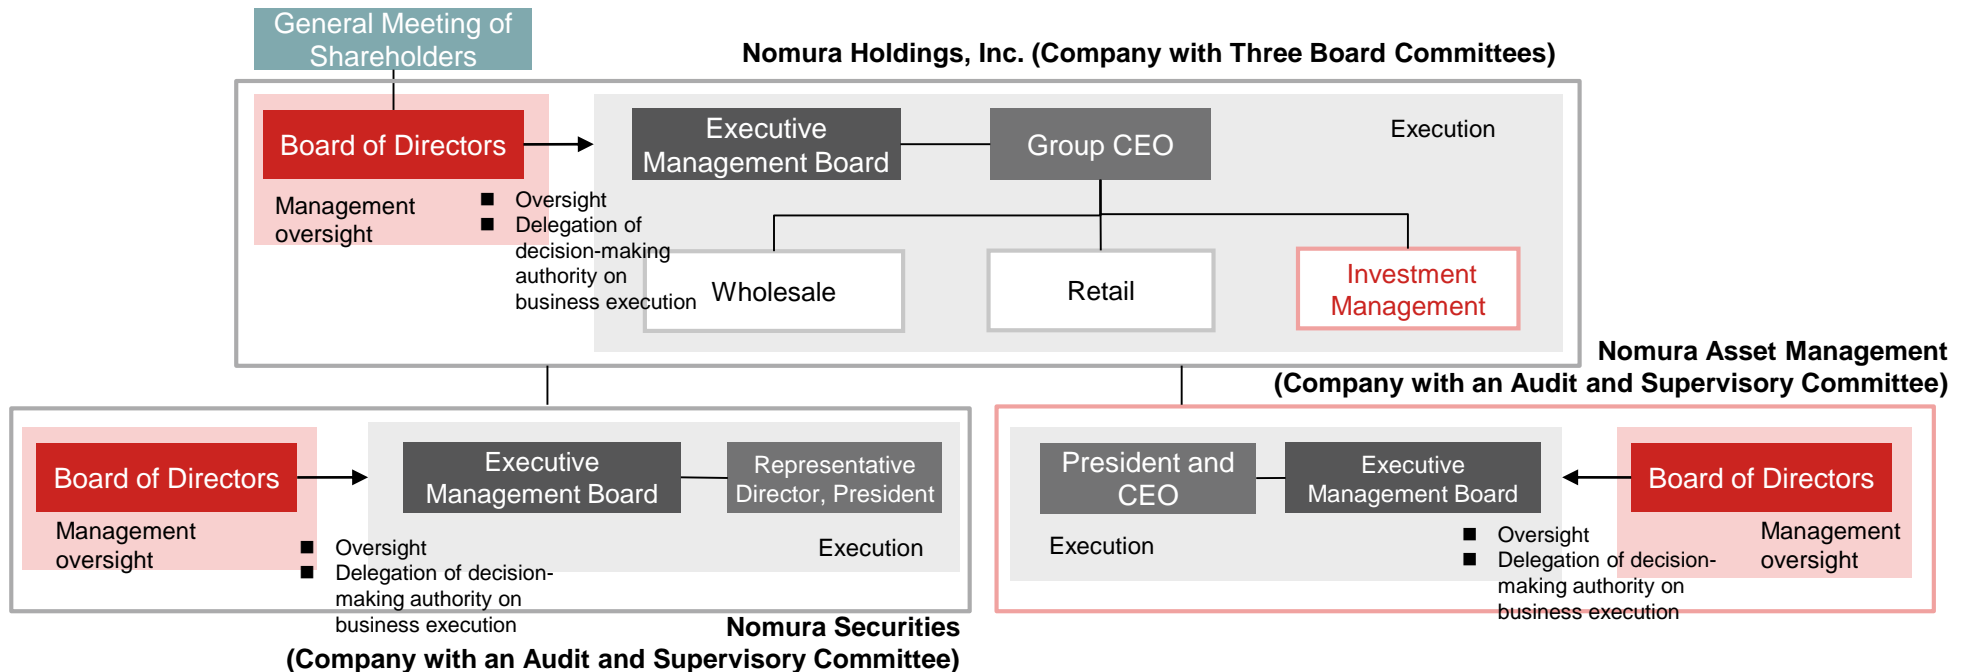 General Meeting of
Shareholders
Nomura Holdings, Inc. (Company with Three Board Committees)
Board of Directors
Management
oversight
■ Oversight
■ Delegation of
decision-making
authority on
business execution
Executive
Management Board
Group CEO
Execution
Wholesale
Retail
Investment
Management
Nomura Asset Management
(Company with an Audit and Supervisory Committee)
Board of Directors
Management
oversight
■ Oversight
■ Delegation of decision-
making authority on
business execution
Executive
Management Board
Representative
Director, President
Execution
Nomura Securities
(Company with an Audit and Supervisory Committee)
President and
CEO
Execution
Executive
Management Board
■ Oversight
■ Delegation of decision-
making authority on
business execution
Board of Directors
Management
oversight